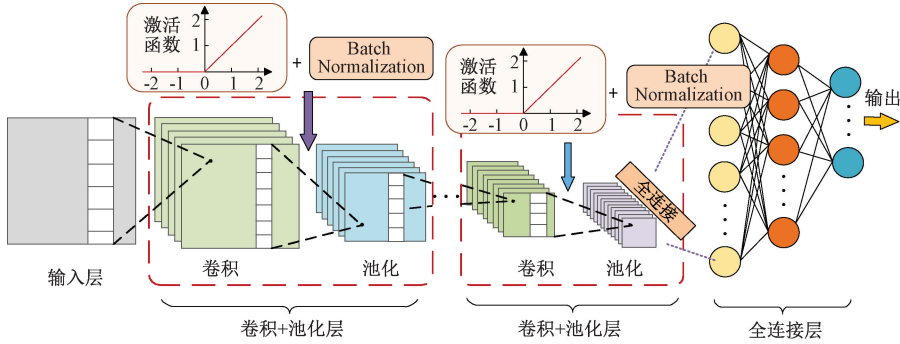 激活
函数
2
1
-2 -1 0 1 2
+
Batch
Normalization
激活
函数
2
1
-2 -1 0 1 2
+
Batch
Normalization
输出
全连接
输入层
卷积
池化
卷积
池化
卷积+池化层
卷积+池化层
全连接层